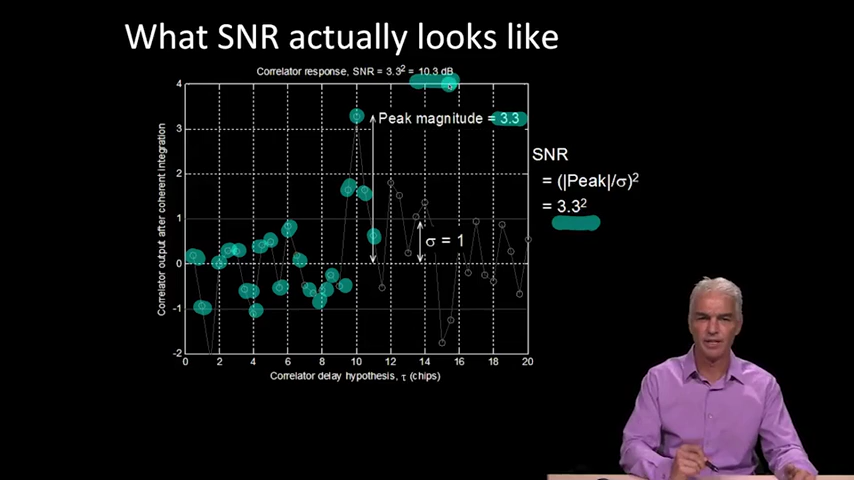 What SNR actually looks like
Correlator response, SNR = 3.3² = 10.3 dB
Correlator output after coherent integration
4
3
2
1
0
-1
-2
Peak magnitude = 3.3
σ = 1
SNR
= (|Peak|/σ)²
= 3.3²
0 2 4 6 8 10 12 14 16 18 20
Correlator delay hypothesis, τ (chips)